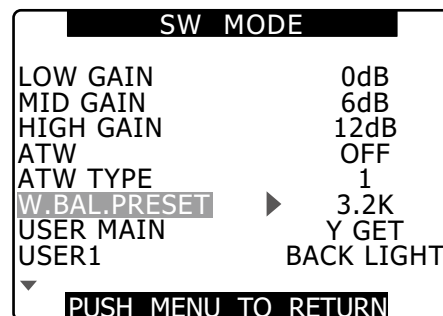 SW MODE
LOW GAIN 0dB
MID GAIN 6dB
HIGH GAIN 12dB
ATW OFF
ATW TYPE 1
W.BAL.PRESET 3.2K
USER MAIN Y GET
USER1 BACK LIGHT
PUSH MENU TO RETURN